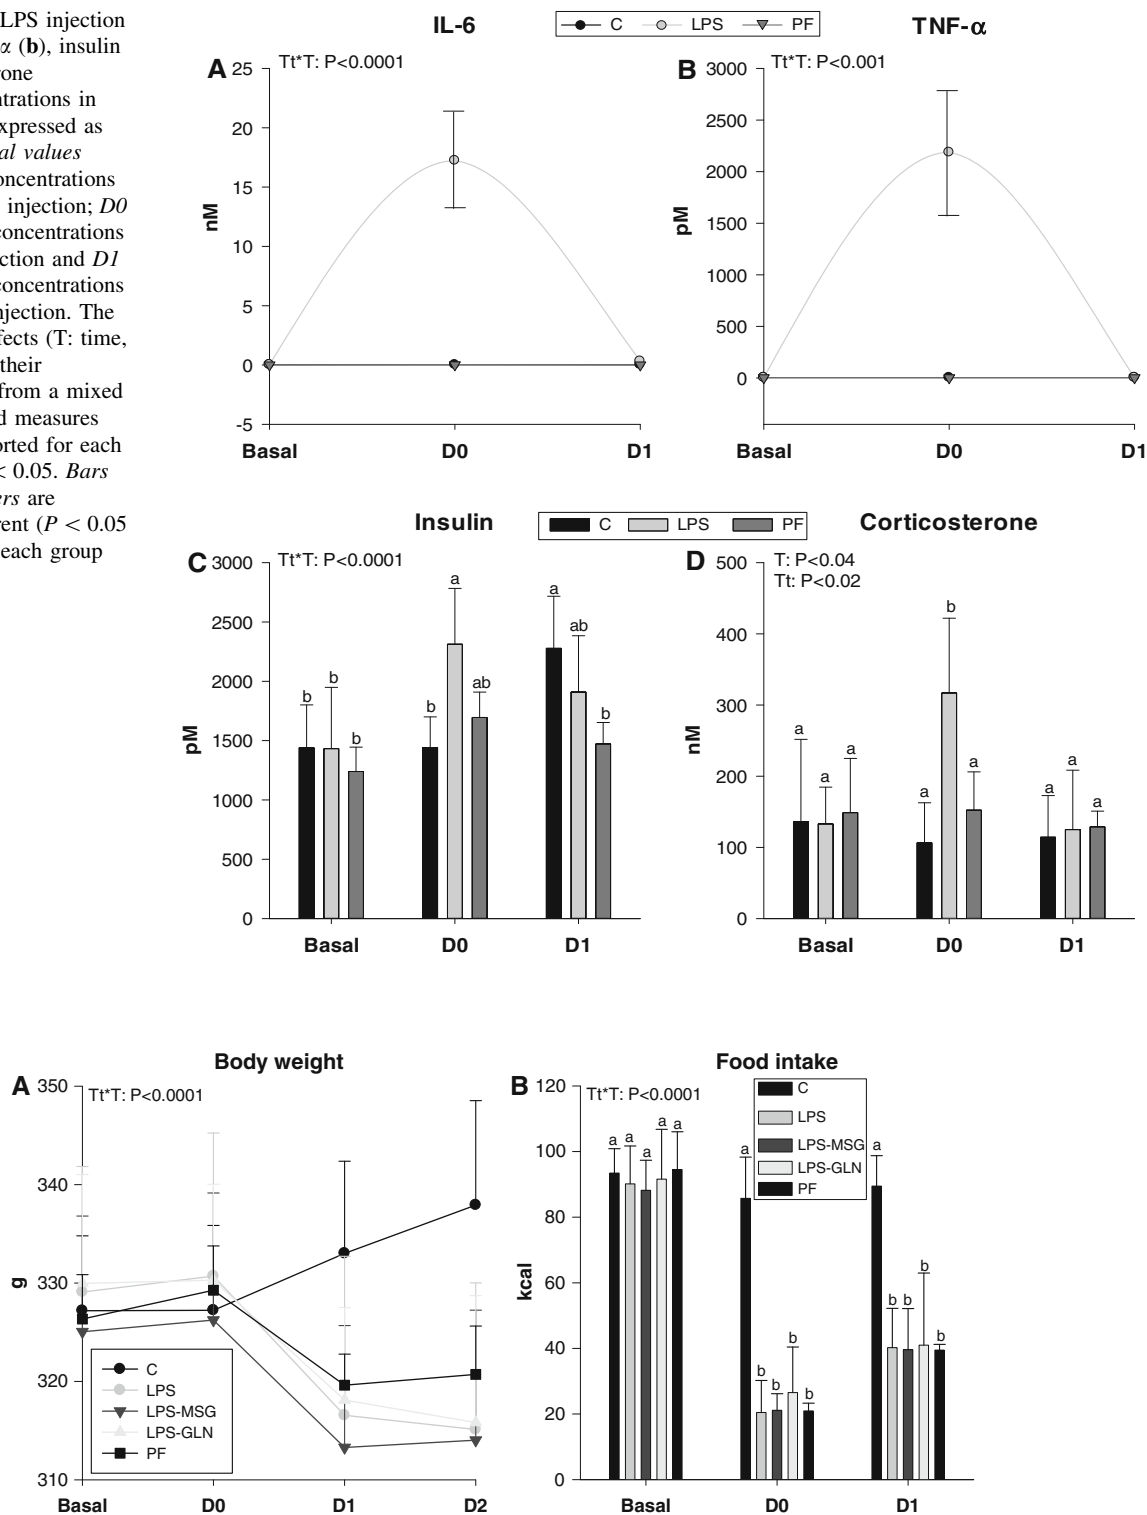 LPS injection
α (b), insulin
rone
ntrations in
xpressed as
al values
oncentrations
injection; D0
oncentrations
ction and D1
concentrations
njection. The
fects (T: time,
their
from a mixed
d measures
orted for each
< 0.05. Bars
ers are
rent (P < 0.05
each group
IL-6
C LPS PF
TNF-α
A
Tt*T: P<0.0001
25
20
15
10
5
0
-5
nM
Basal D0 D1
B
Tt*T: P<0.001
3000
2500
2000
1500
1000
500
0
pM
Basal D0 D1
Insulin
C LPS PF
Corticosterone
C
Tt*T: P<0.0001
3000
2500
2000
1500
1000
500
0
pM
b b b
b a ab
a ab b
Basal D0 D1
D
T: P<0.04
Tt: P<0.02
500
400
300
200
100
0
nM
a a a
a b a
a a a
Basal D0 D1
Body weight
A
Tt*T: P<0.0001
350
340
330
320
310
g
C
LPS
LPS-MSG
LPS-GLN
PF
Basal D0 D1 D2
Food intake
B
Tt*T: P<0.0001
120
100
80
60
40
20
0
kcal
C
LPS
LPS-MSG
LPS-GLN
PF
a a a a a
a b b b b
a b b b b
Basal D0 D1